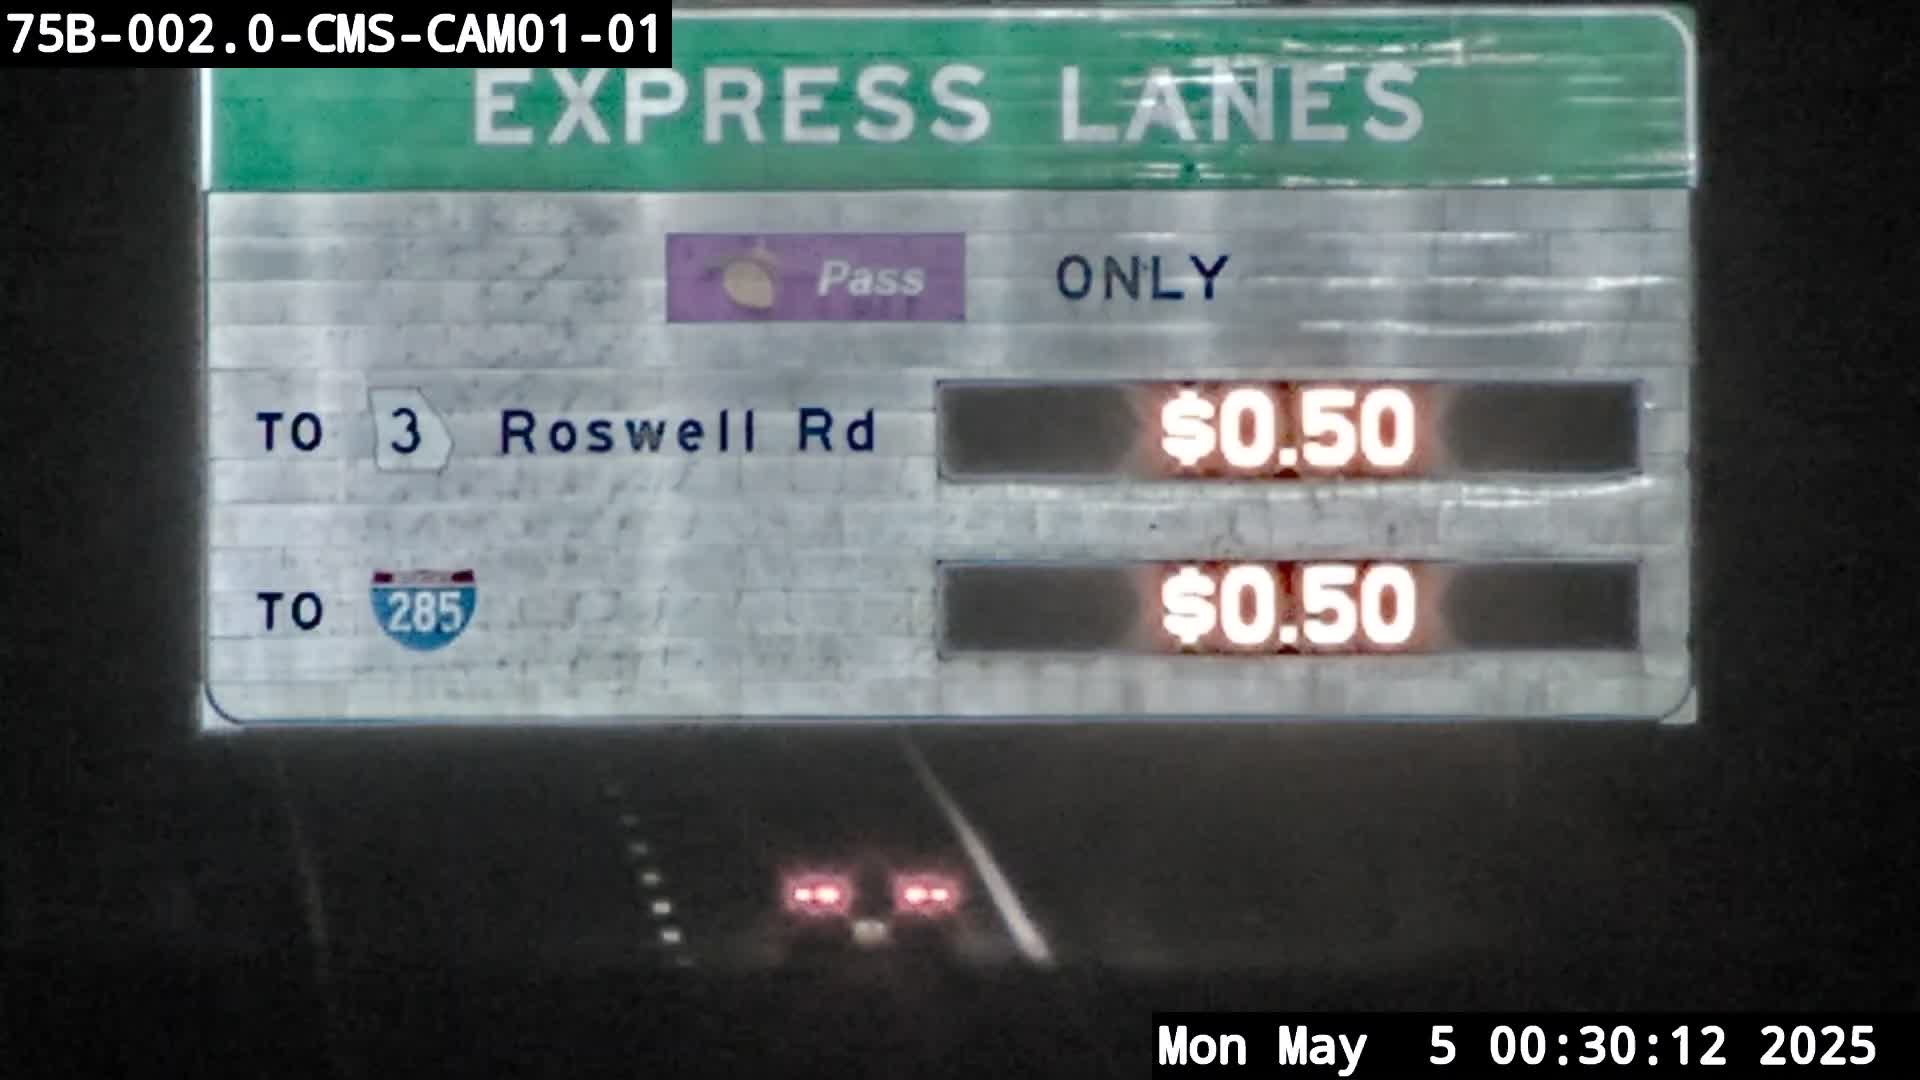 75B-002.0-CMS-CAM01-01
EXPRESS LANES
Pass ONLY
TO 3 Roswell Rd $0.50
TO 285 $0.50
Mon May 5 00:30:12 2025